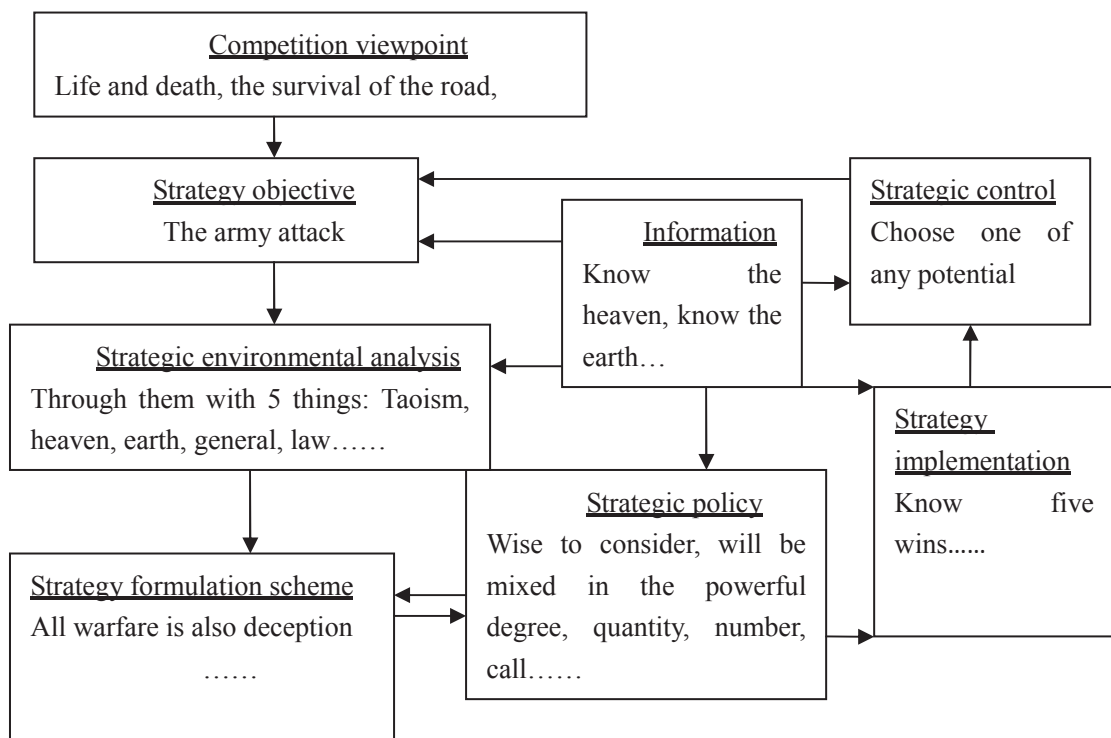 Competition viewpoint
Life and death, the survival of the road,
Strategy objective
The army attack
Strategic control
Choose one of
any potential
Information
Know the
heaven, know the
earth…
Strategic environmental analysis
Through them with 5 things: Taoism,
heaven, earth, general, law……
Strategy
implementation
Know five
wins......
Strategic policy
Wise to consider, will be
mixed in the powerful
degree, quantity, number,
call……
Strategy formulation scheme
All warfare is also deception
……